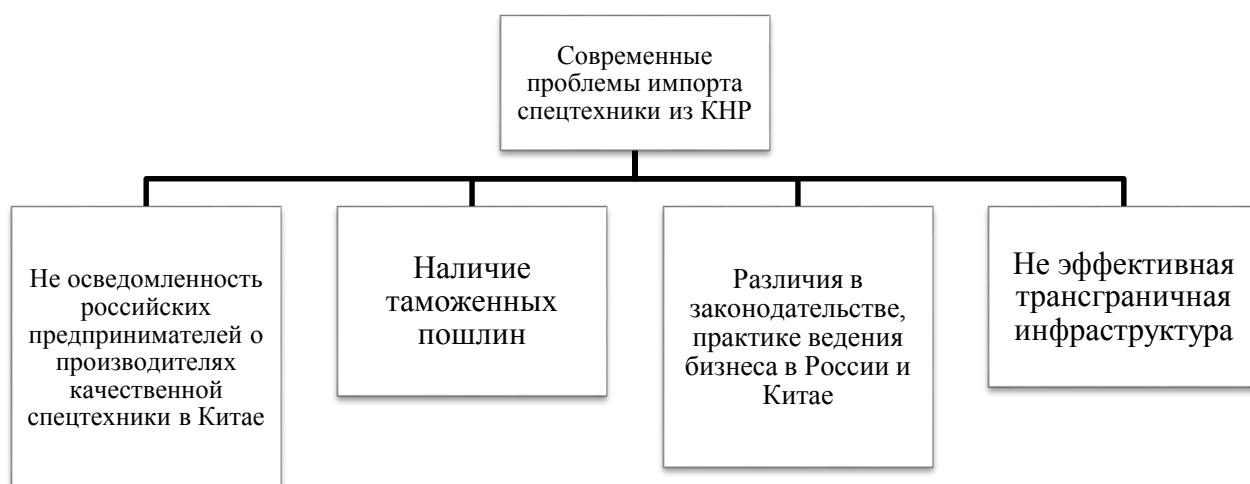 Современные
проблемы импорта
спецтехники из КНР
Не осведомленность
российских
предпринимателей о
производителях
качественной
спецтехники в Китае
Наличие
таможенных
пошлин
Различия в
законодательстве,
практике ведения
бизнеса в России и
Китае
Не эффективная
трансграничная
инфраструктура